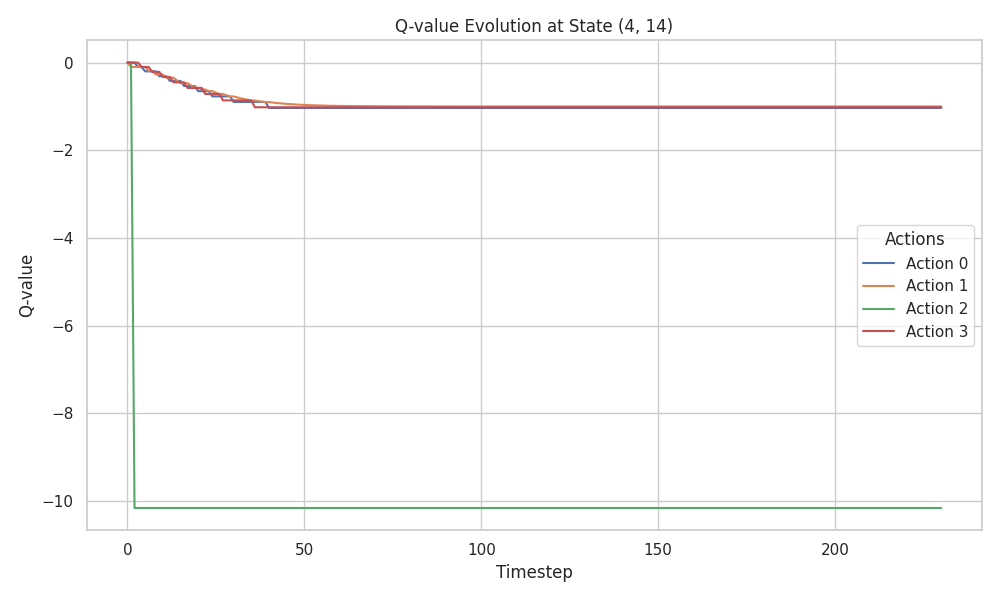 Q-value Evolution at State (4, 14)
Q-value
0
−2
−4
−6
−8
−10
Actions
Action 0
Action 1
Action 2
Action 3
0
50
100
150
200
Timestep